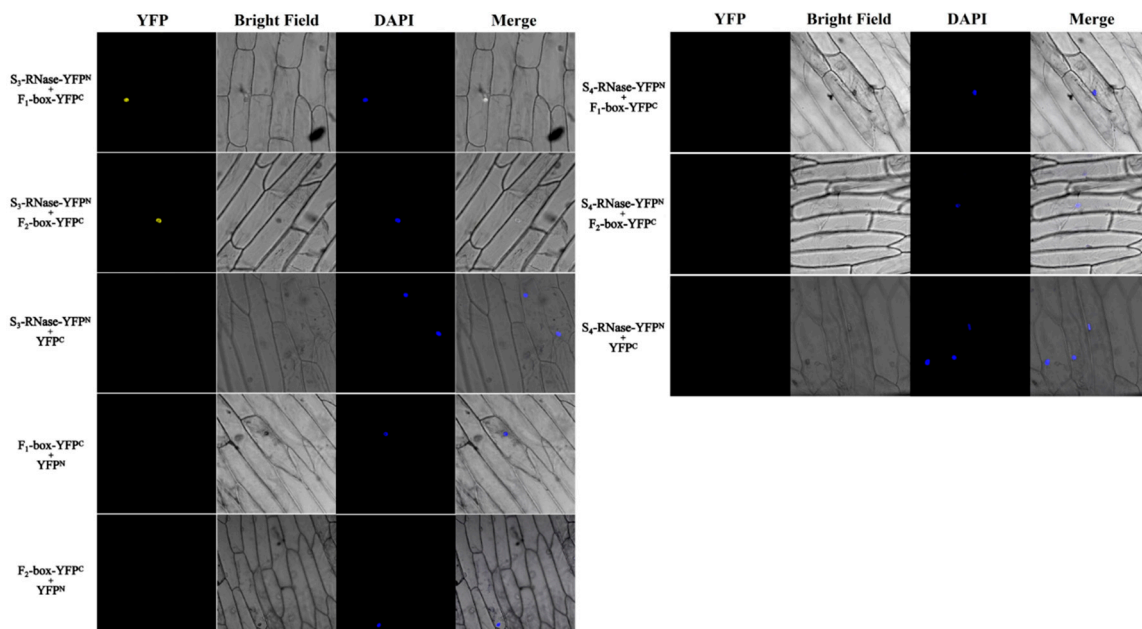 YFP Bright Field DAPI Merge
S₃-RNase-YFPᴺ
+
F₁-box-YFPᶜ
S₃-RNase-YFPᴺ
+
F₂-box-YFPᶜ
S₃-RNase-YFPᴺ
+
YFPᶜ
F₁-box-YFPᶜ
+
YFPᴺ
F₂-box-YFPᶜ
+
YFPᴺ
YFP Bright Field DAPI Merge
S₄-RNase-YFPᴺ
+
F₁-box-YFPᶜ
S₄-RNase-YFPᴺ
+
F₂-box-YFPᶜ
S₄-RNase-YFPᴺ
+
YFPᶜ